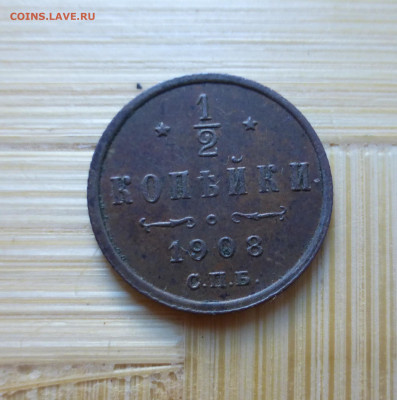 COINS.LAVE.RU
1/2
КОПѢЙКИ.
1908
С.П.Б.